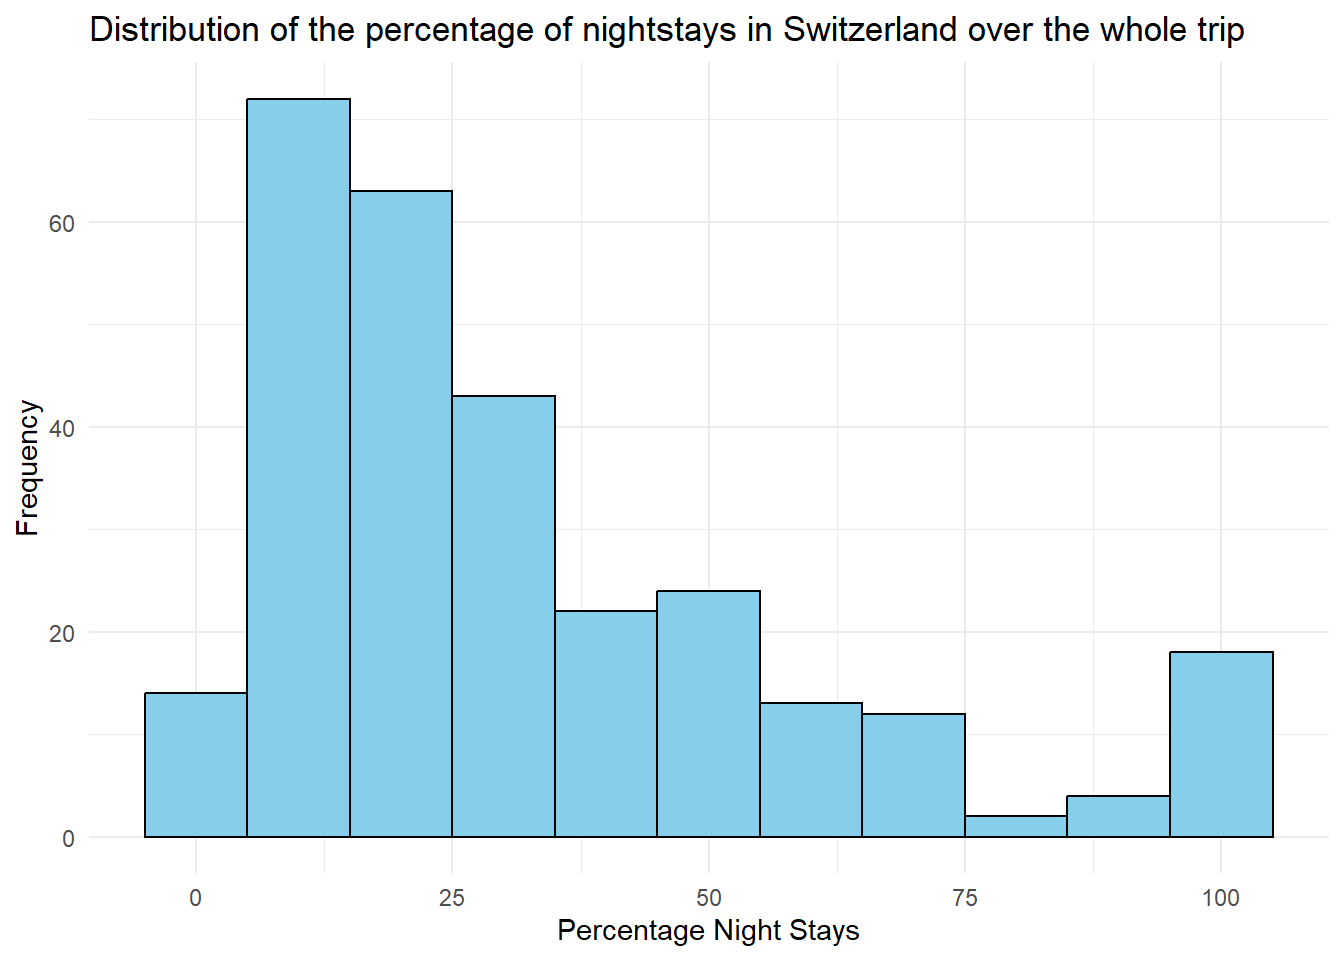 Distribution of the percentage of nightstays in Switzerland over the whole trip
Frequency
60
40
20
0
0 25 50 75 100
Percentage Night Stays